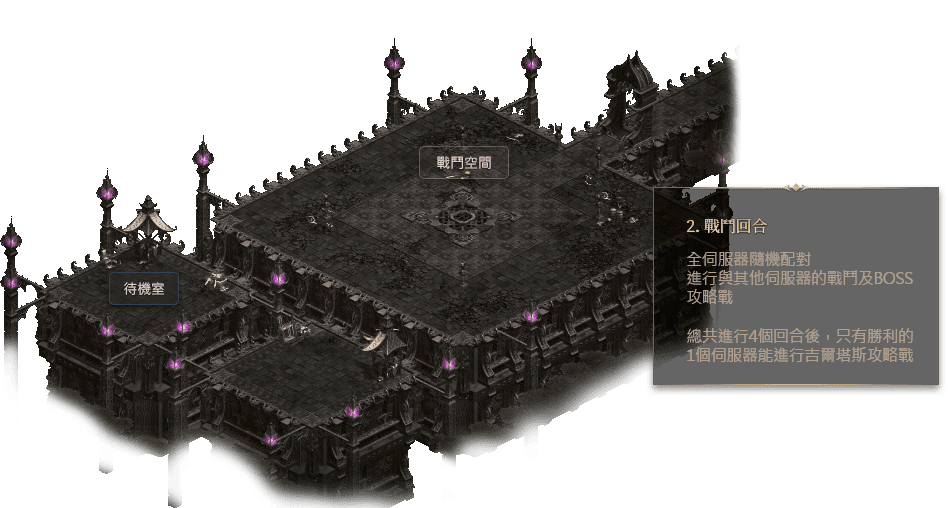 戰鬥空間
待機室
2. 戰鬥回合
全伺服器隨機配對
進行與其他伺服器的戰鬥及BOSS
攻略戰
總共進行4個回合後，只有勝利的
1個伺服器能進行吉爾塔斯攻略戰